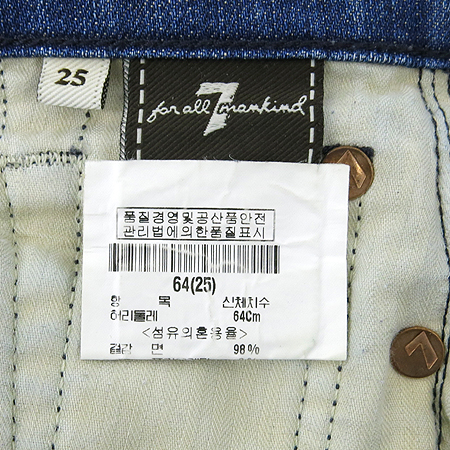 25
for all 7 mankind
품질경영및공산품안전
관리법에의한품질표시
64(25)
항 목 신체치수
허리둘레 64Cm
<섬유의혼용율>
겉감 면 98%